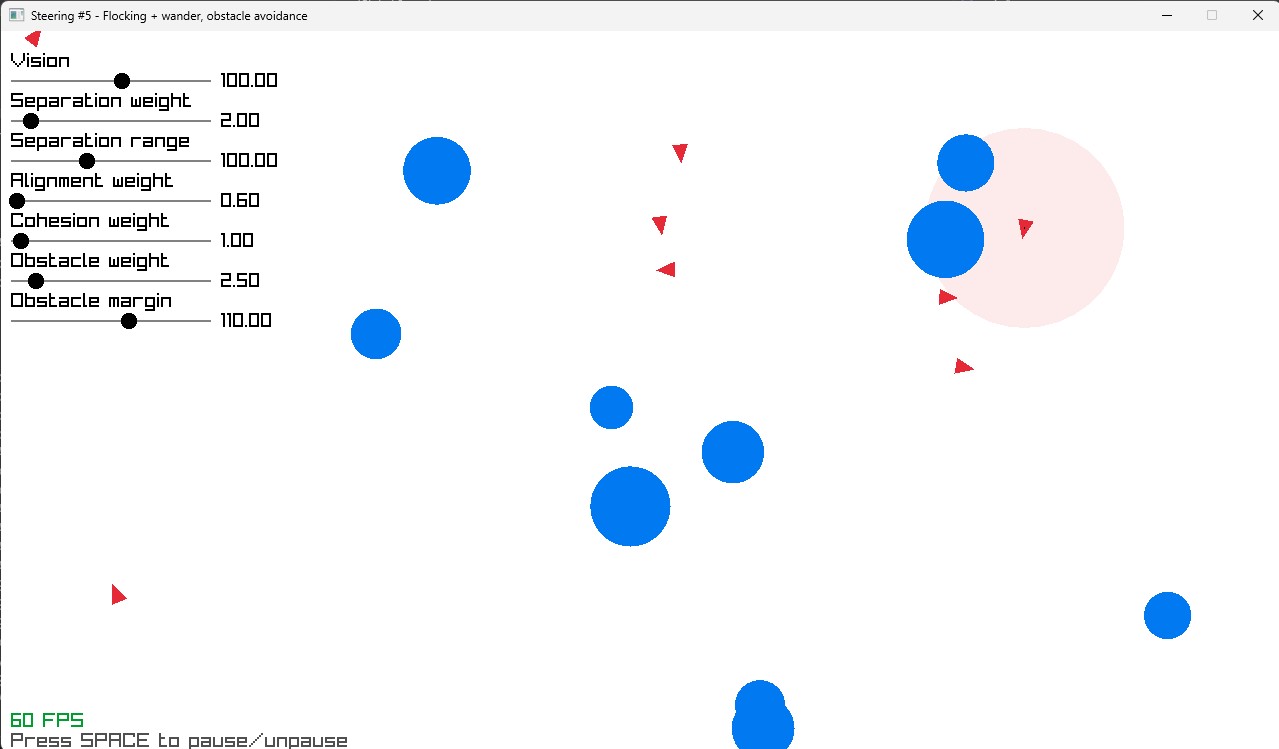 Steering #5 - Flocking + wander, obstacle avoidance
Vision
100.00
Separation weight
2.00
Separation range
100.00
Alignment weight
0.60
Cohesion weight
1.00
Obstacle weight
2.50
Obstacle margin
110.00
60 FPS
Press SPACE to pause/unpause